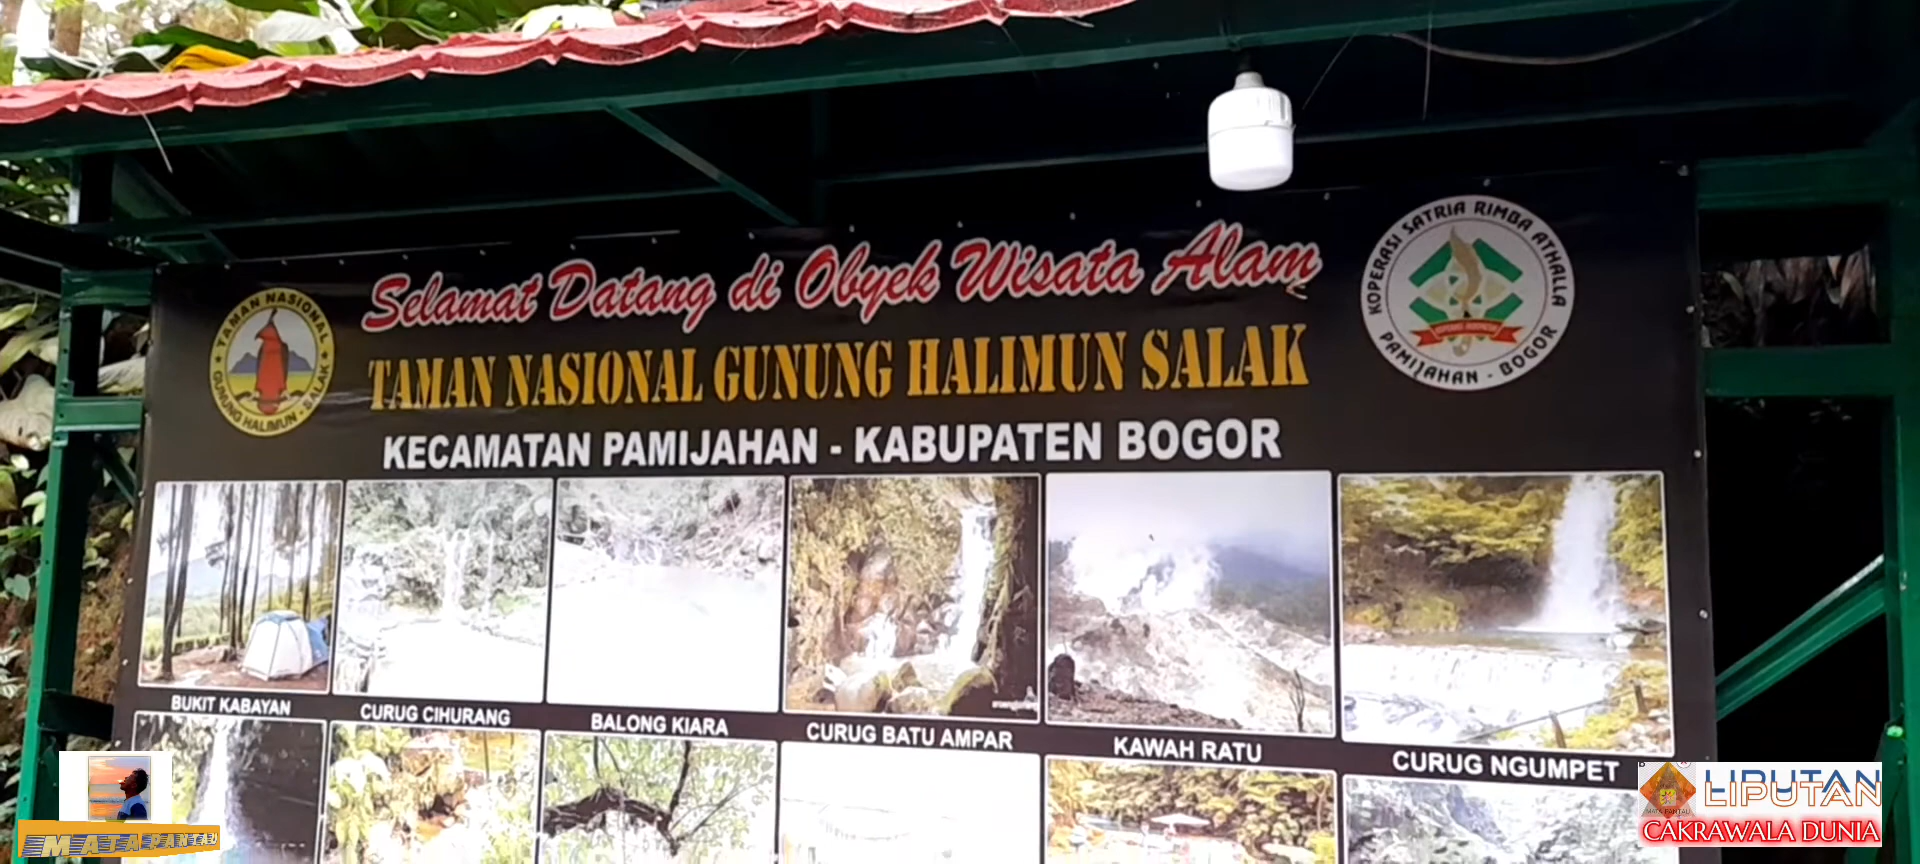 Selamat Datang di Obyek Wisata Alam
TAMAN NASIONAL GUNUNG HALIMUN SALAK
KECAMATAN PAMIJAHAN - KABUPATEN BOGOR
TAMAN NASIONAL
GUNUNG HALIMUN - SALAK
KOPERASI SATRIA RIMBA ATHALLA
PAMIJAHAN - BOGOR
BUKIT KABAYAN
CURUG CIHURANG
BALONG KIARA
CURUG BATU AMPAR
KAWAH RATU
CURUG NGUMPET
MATA PANTAU
LIPUTAN
CAKRAWALA DUNIA